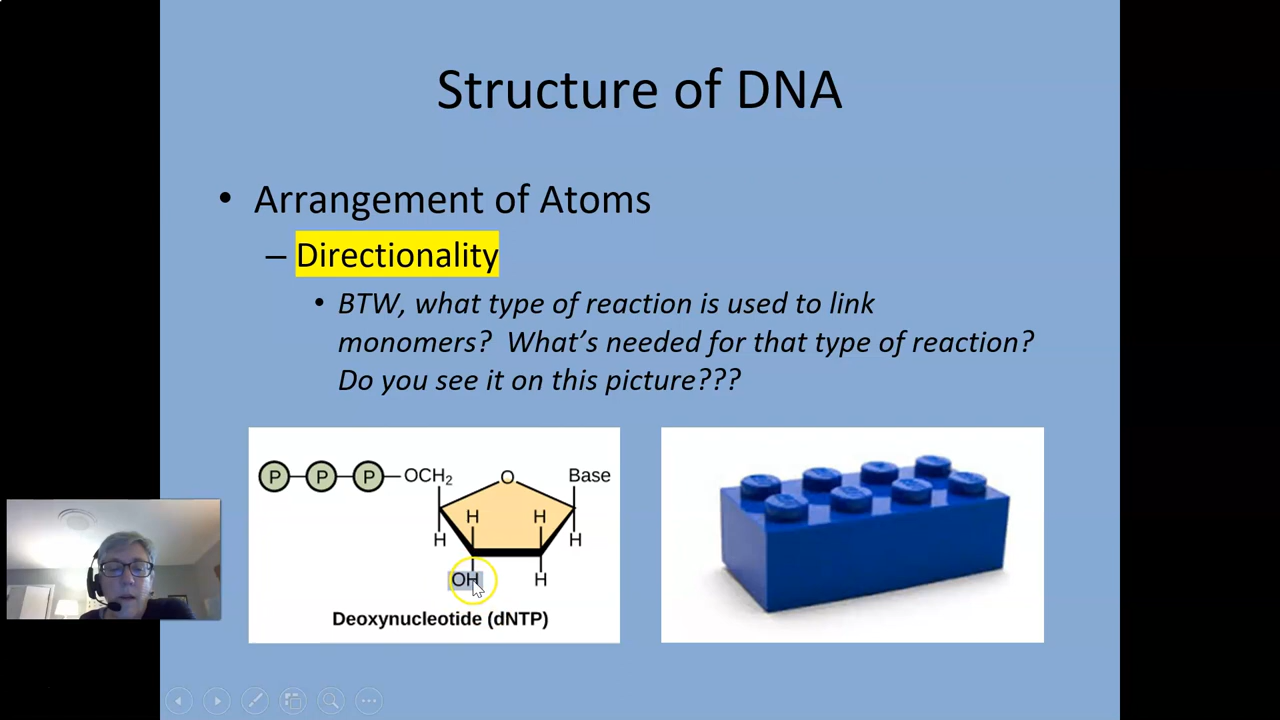 Structure of DNA
• Arrangement of Atoms
– Directionality
• BTW, what type of reaction is used to link
monomers?  What's needed for that type of reaction?
Do you see it on this picture???
P P P OCH₂ O Base
H H
H H
OH H
Deoxynucleotide (dNTP)